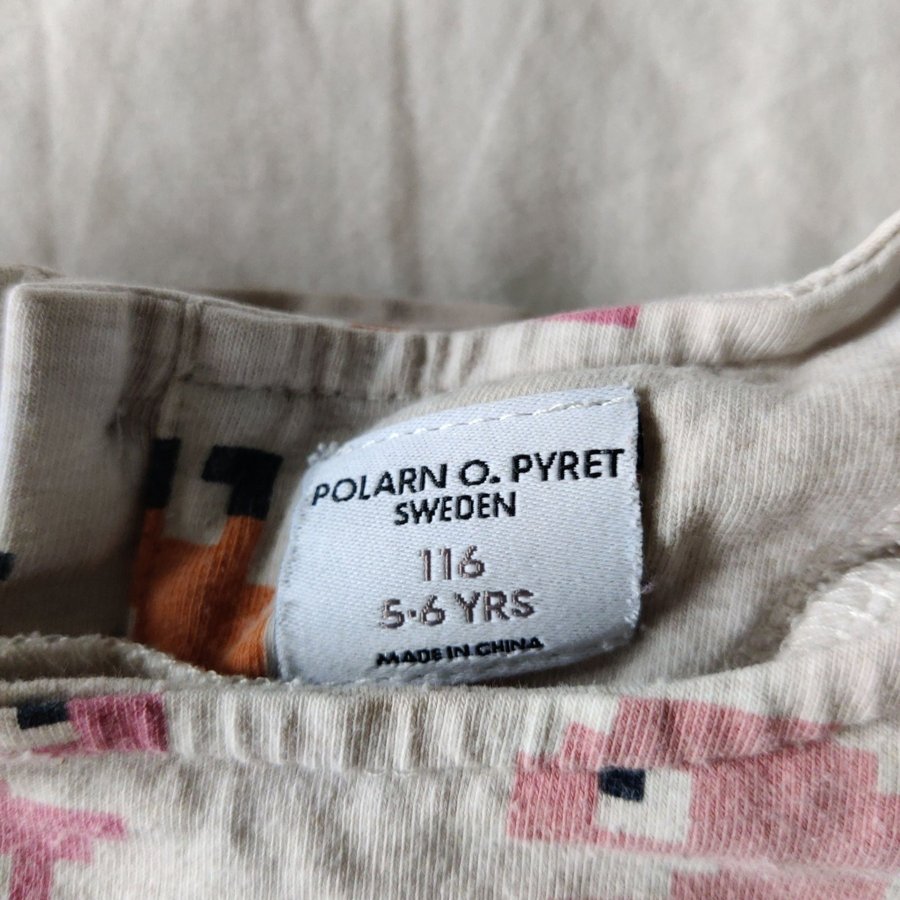 POLARN O. PYRET
SWEDEN
116
5-6 YRS
MADE IN CHINA